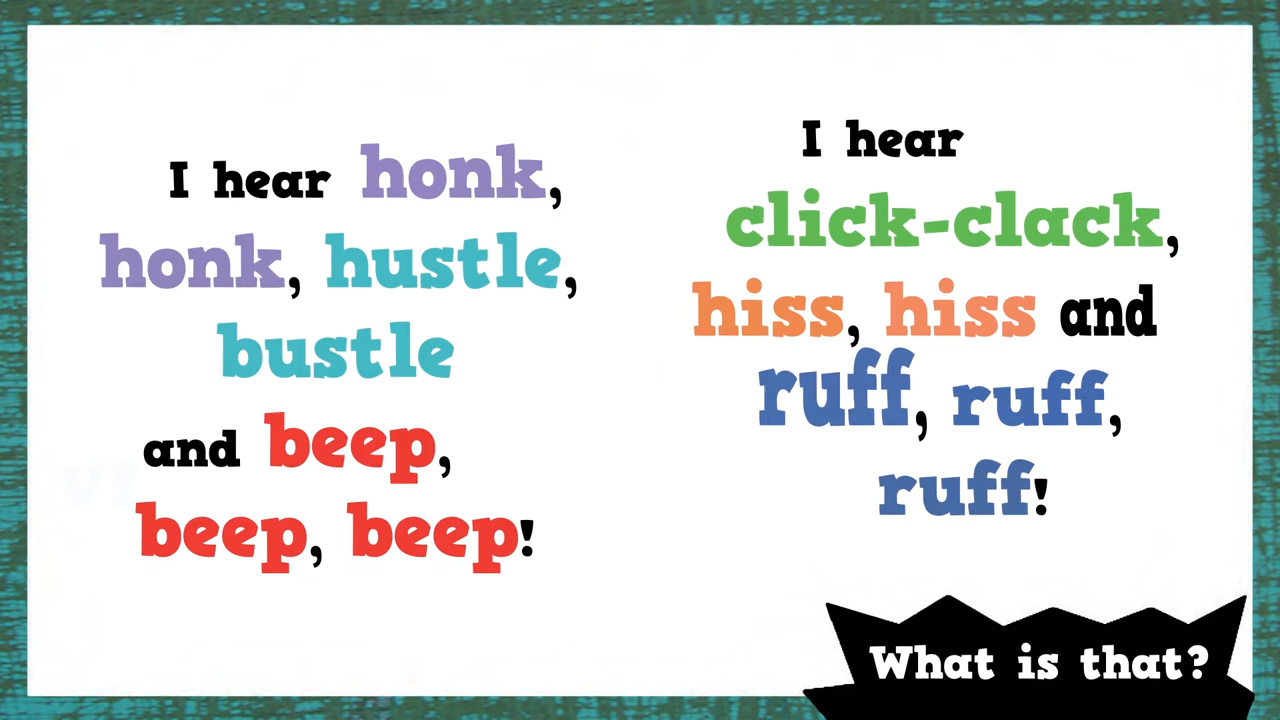 I hear honk,
honk, hustle,
bustle
and beep,
beep, beep!
I hear
click-clack,
hiss, hiss and
ruff, ruff,
ruff!
What is that?